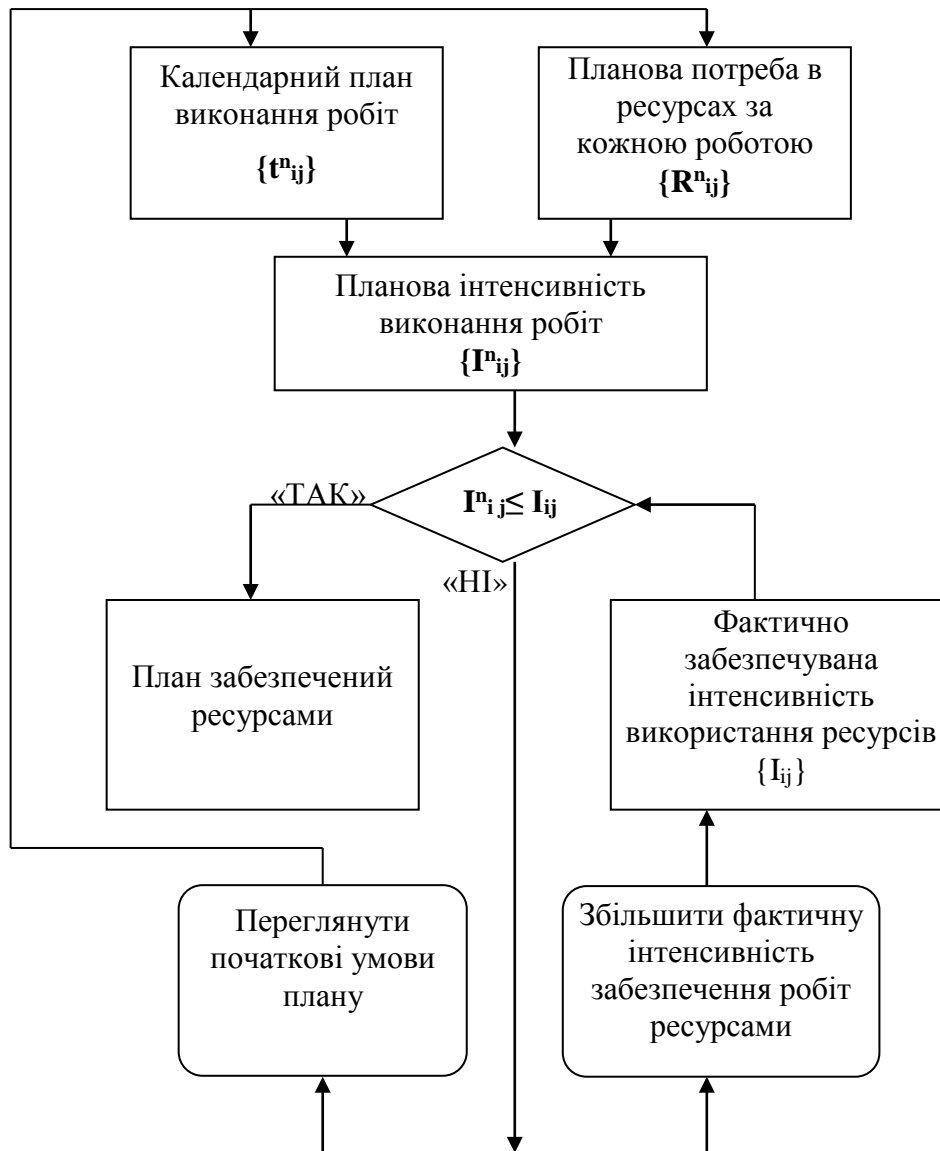 Календарний план
виконання робіт
{tⁿij}
Планова потреба в
ресурсах за
кожною роботою
{Rⁿij}
Планова інтенсивність
виконання робіт
{Iⁿij}
«ТАК»
Iⁿi j≤ Iij
«НІ»
План забезпечений
ресурсами
Фактично
забезпечувана
інтенсивність
використання ресурсів
{Iij}
Переглянути
початкові умови
плану
Збільшити фактичну
інтенсивність
забезпечення робіт
ресурсами